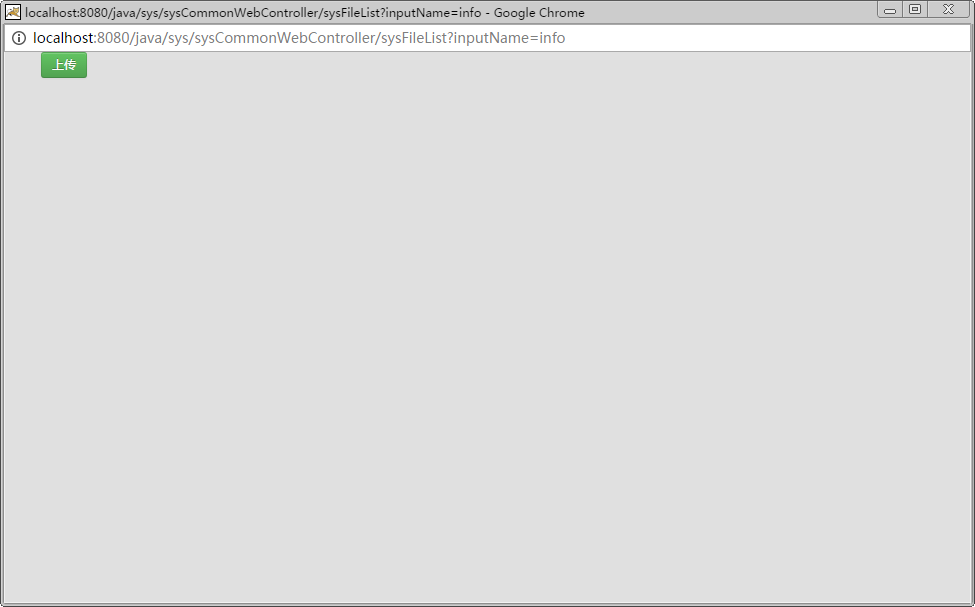 localhost:8080/java/sys/sysCommonWebController/sysFileList?inputName=info - Google Chrome
localhost:8080/java/sys/sysCommonWebController/sysFileList?inputName=info
上传